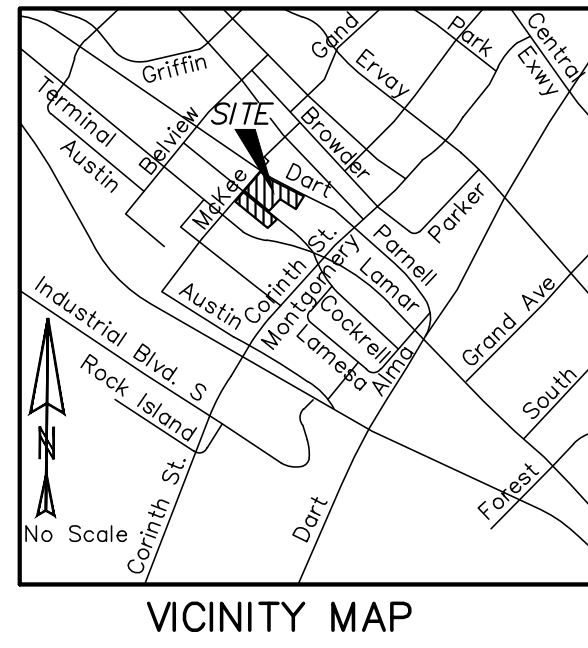 Central
Exwy
Park
Gand
Ervay
Griffin
Browder
SITE
Terminal
Belview
Austin
Dart
McKee
Parker
Corinth St.
Montgomery
Parnell
Lamar
Industrial Blvd. S
Austin
Cockrell
Lamesa
Alma
Grand Ave
Rock Island
South
N
Forest
No Scale
Corinth St.
Dart
VICINITY MAP